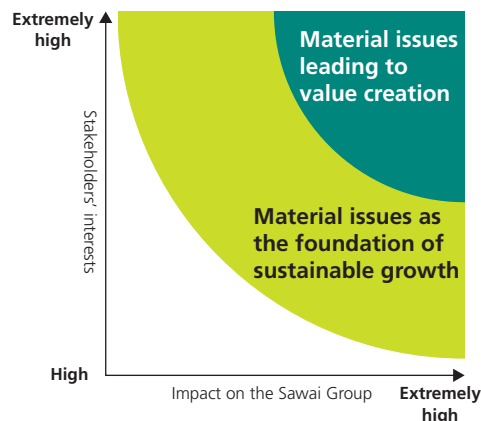 Extremely
high
Material issues
leading to
value creation
Stakeholders’ interests
Material issues as
the foundation of
sustainable growth
High
Impact on the Sawai Group
Extremely
high